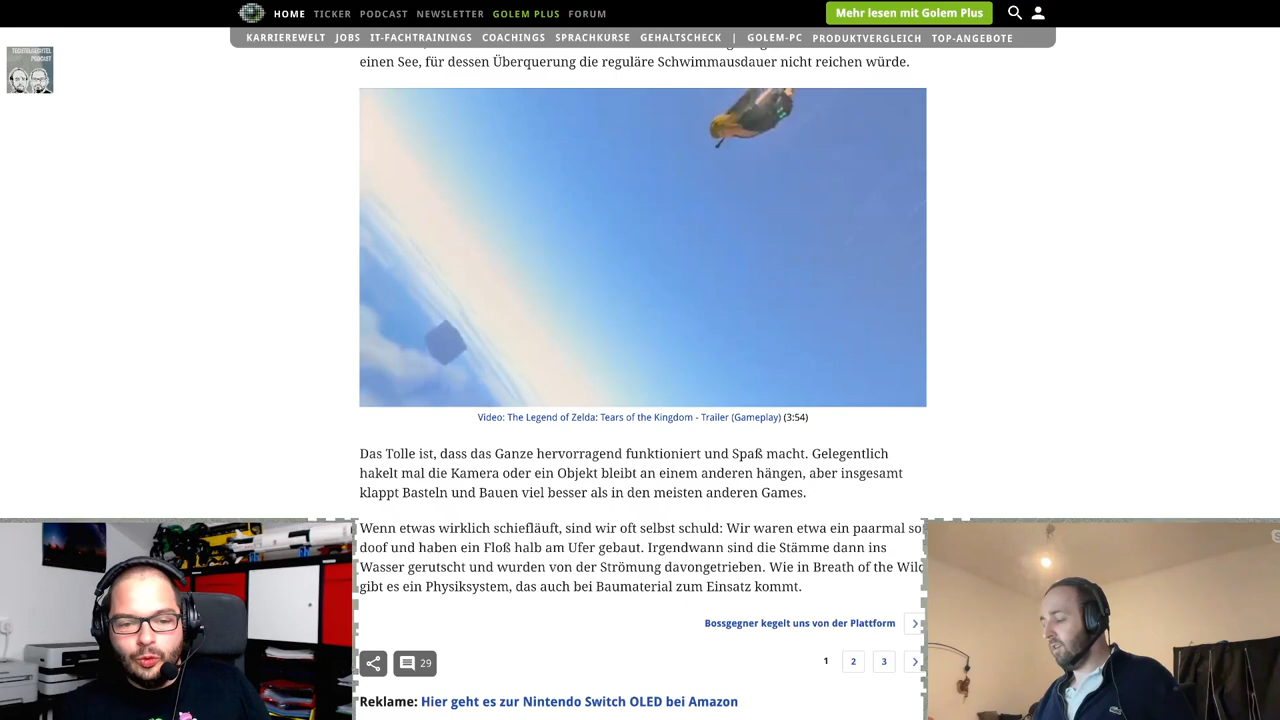 HOME TICKER PODCAST NEWSLETTER GOLEM PLUS FORUM
Mehr lesen mit Golem Plus
KARRIEREWELT JOBS IT-FACHTRAININGS COACHINGS SPRACHKURSE GEHALTSCHECK | GOLEM-PC PRODUKTVERGLEICH TOP-ANGEBOTE
TECHTELMECHTEL
PODCAST
einen See, für dessen Überquerung die reguläre Schwimmausdauer nicht reichen würde.
Video: The Legend of Zelda: Tears of the Kingdom - Trailer (Gameplay) (3:54)
Das Tolle ist, dass das Ganze hervorragend funktioniert und Spaß macht. Gelegentlich
hakelt mal die Kamera oder ein Objekt bleibt an einem anderen hängen, aber insgesamt
klappt Basteln und Bauen viel besser als in den meisten anderen Games.
Wenn etwas wirklich schiefläuft, sind wir oft selbst schuld: Wir waren etwa ein paarmal so
doof und haben ein Floß halb am Ufer gebaut. Irgendwann sind die Stämme dann ins
Wasser gerutscht und wurden von der Strömung davongetrieben. Wie in Breath of the Wild
gibt es ein Physiksystem, das auch bei Baumaterial zum Einsatz kommt.
Bossgegner kegelt uns von der Plattform
29
1 2 3
Reklame: Hier geht es zur Nintendo Switch OLED bei Amazon